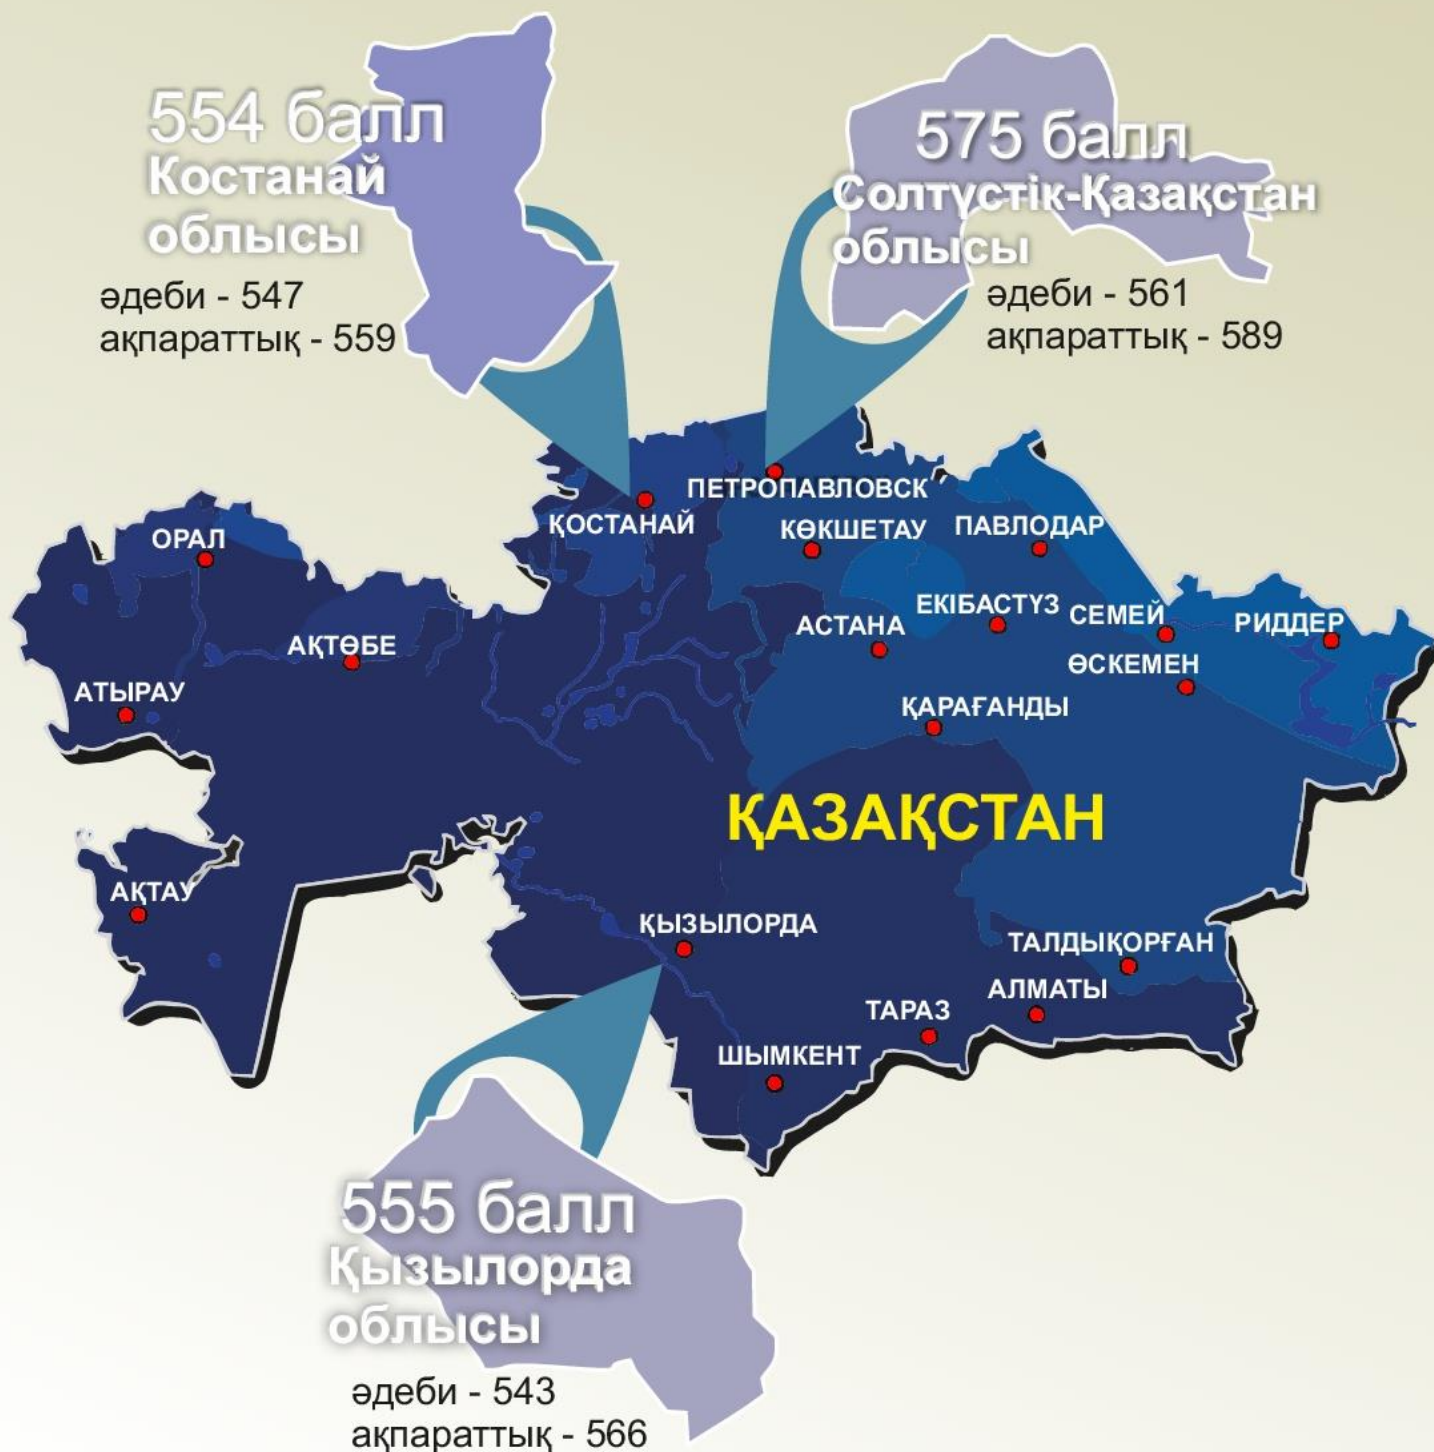 554 балл
Костанай
облысы
әдеби - 547
ақпараттық - 559
575 балл
Солтүстік-Қазақстан
облысы
әдеби - 561
ақпараттық - 589
ПЕТРОПАВЛОВСК
ҚОСТАНАЙ
КӨКШЕТАУ
ПАВЛОДАР
ОРАЛ
ЕКІБАСТҮЗ
СЕМЕЙ
РИДДЕР
АСТАНА
АҚТӨБЕ
ӨСКЕМЕН
АТЫРАУ
ҚАРАҒАНДЫ
ҚАЗАҚСТАН
АҚТАУ
ҚЫЗЫЛОРДА
ТАЛДЫҚОРҒАН
АЛМАТЫ
ТАРАЗ
ШЫМКЕНТ
555 балл
Қызылорда
облысы
әдеби - 543
ақпараттық - 566